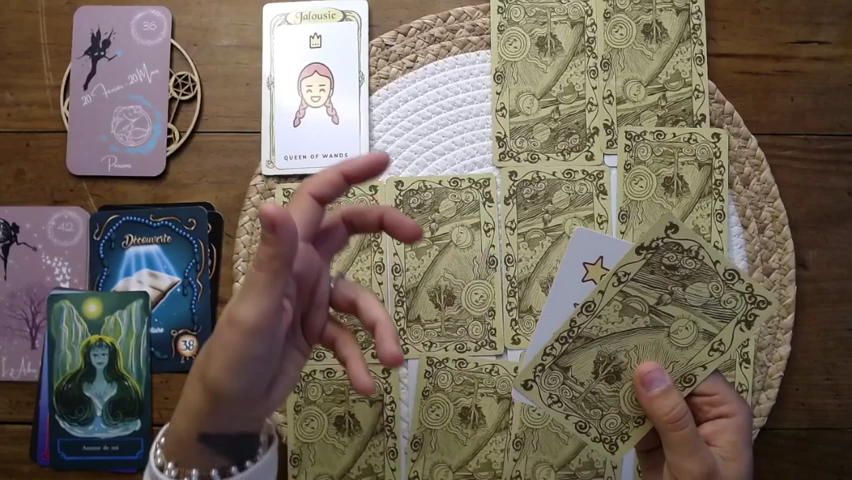 36
20 Février 20 Mars
Poissons
Jalousie
QUEEN OF WANDS
42
Découverte
38
Amour de soi